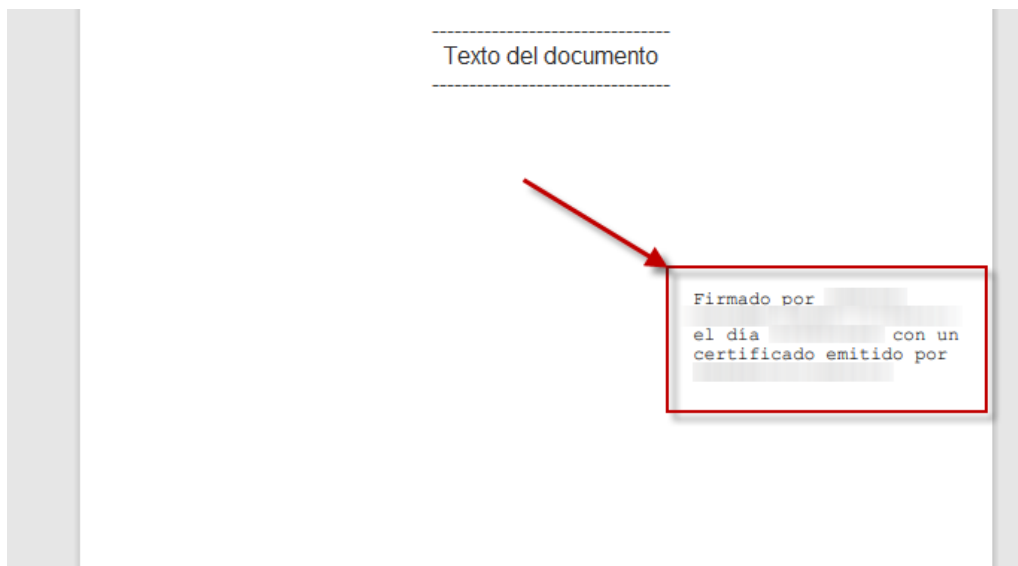 --------------------------------
Texto del documento
--------------------------------
Firmado por
el día con un
certificado emitido por